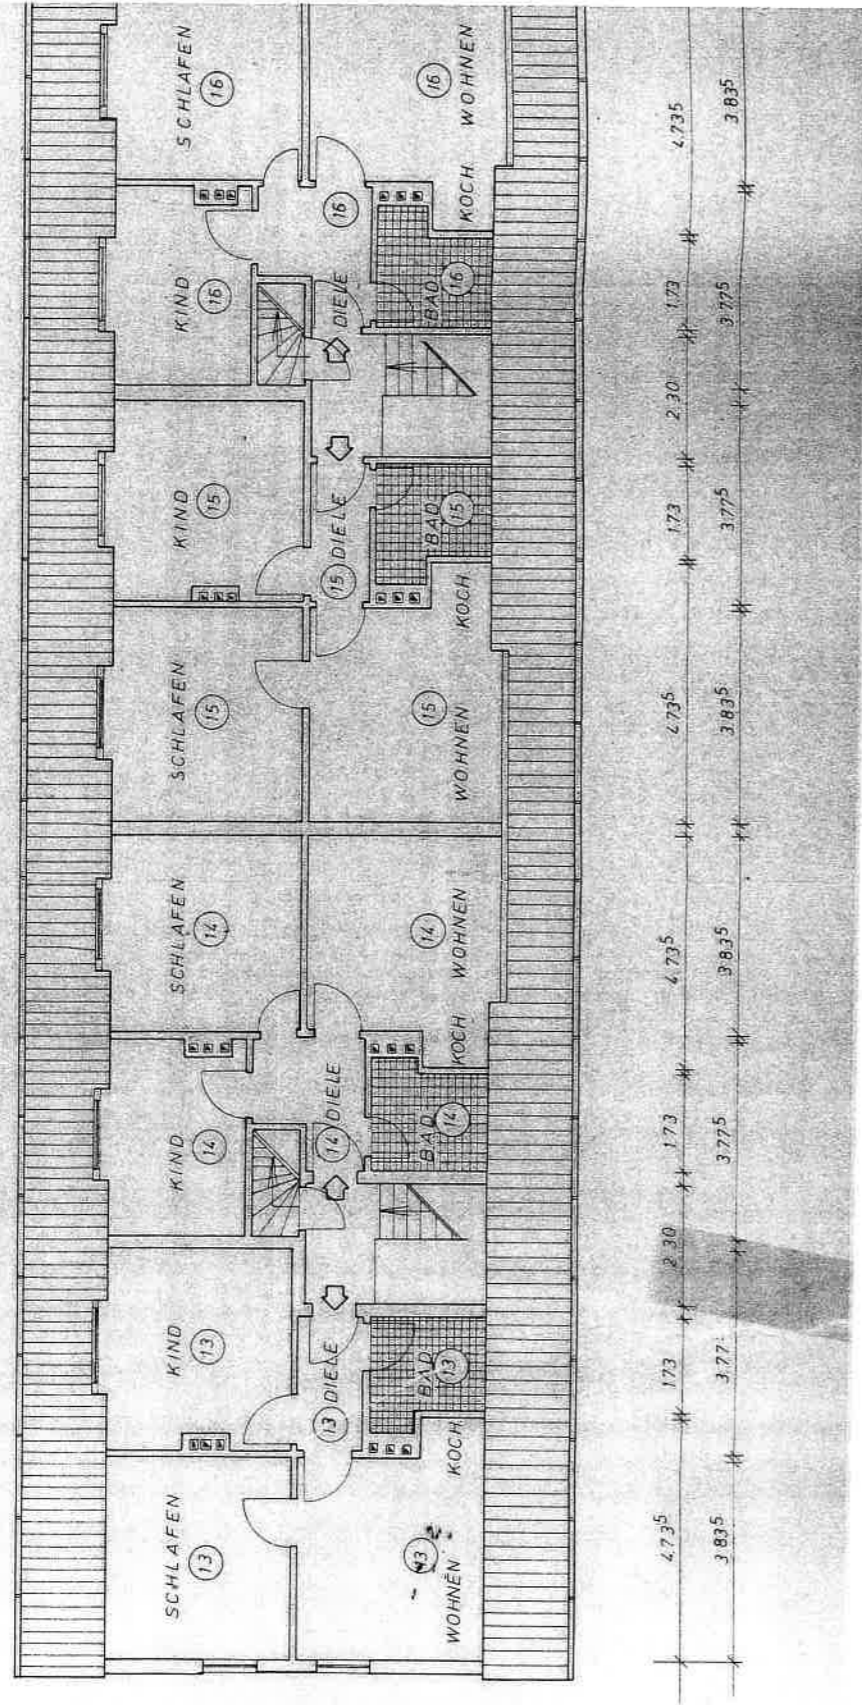 SCHLAFEN
16
16
WOHNEN
KOCH
KIND
16
16
DIELE
BAD
16
KIND
15
DIELE
15
BAD
15
KOCH
SCHLAFEN
15
15
WOHNEN
SCHLAFEN
14
14
WOHNEN
KOCH
KIND
14
DIELE
14
BAD
14
KIND
13
DIELE
13
BAD
13
KOCH
SCHLAFEN
13
13
WOHNEN
4.73⁵ 1.73 2.30 1.73 4.73⁵ 4.73⁵ 1.73 2.30 1.73 4.73⁵
3.83⁵ 3.77⁵ 3.77⁵ 3.83⁵ 3.83⁵ 3.77⁵ 3.77 3.83⁵